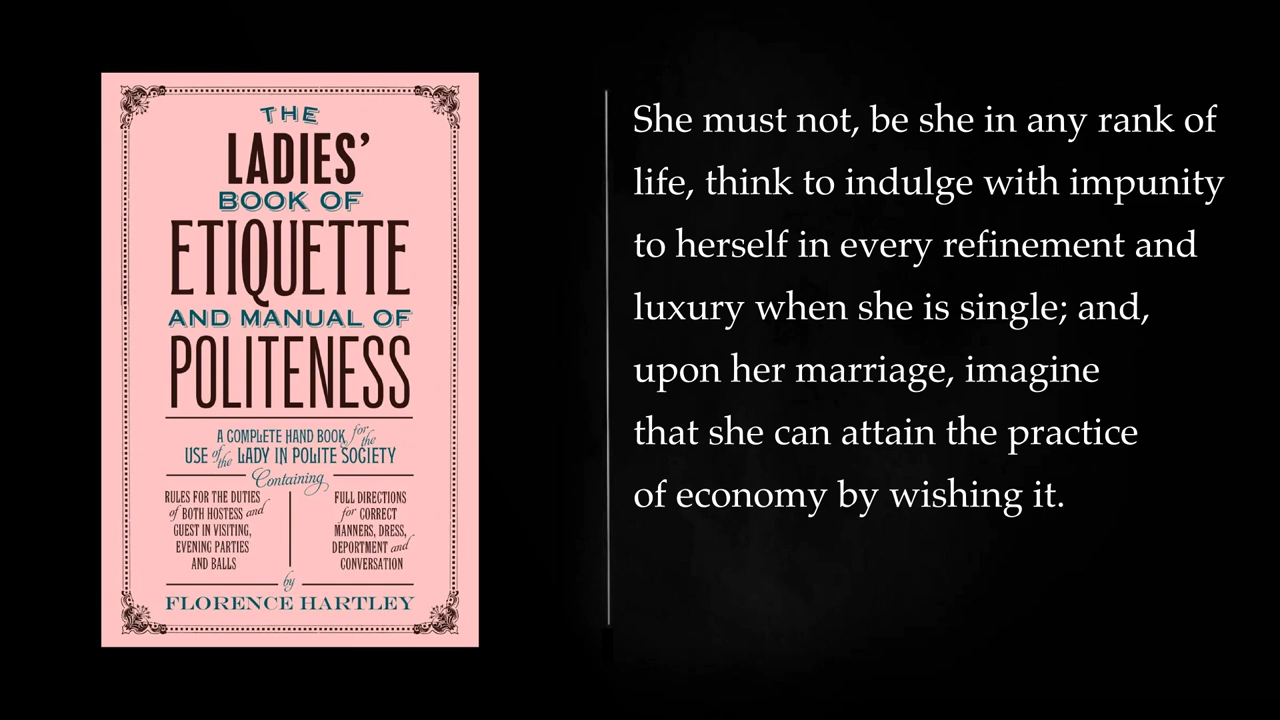 THE
LADIES'
BOOK OF
ETIQUETTE
AND MANUAL OF
POLITENESS
A COMPLETE HAND BOOK for the
USE of the LADY IN POLITE SOCIETY
Containing
RULES FOR THE DUTIES
of BOTH HOSTESS and
GUEST IN VISITING,
EVENING PARTIES
AND BALLS
FULL DIRECTIONS
for CORRECT
MANNERS, DRESS,
DEPORTMENT and
CONVERSATION
by
FLORENCE HARTLEY
She must not, be she in any rank of
life, think to indulge with impunity
to herself in every refinement and
luxury when she is single; and,
upon her marriage, imagine
that she can attain the practice
of economy by wishing it.